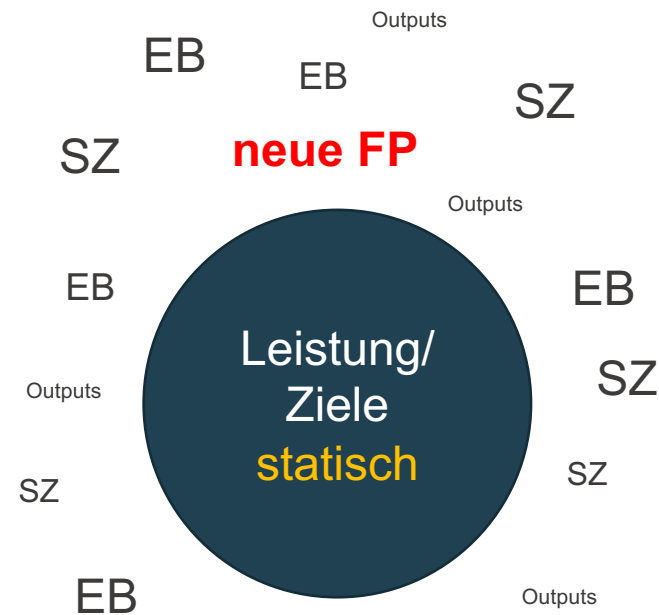 Outputs
EB
EB
SZ
SZ
neue FP
Outputs
EB
EB
Leistung/
Ziele
statisch
SZ
Outputs
SZ
SZ
EB
Outputs